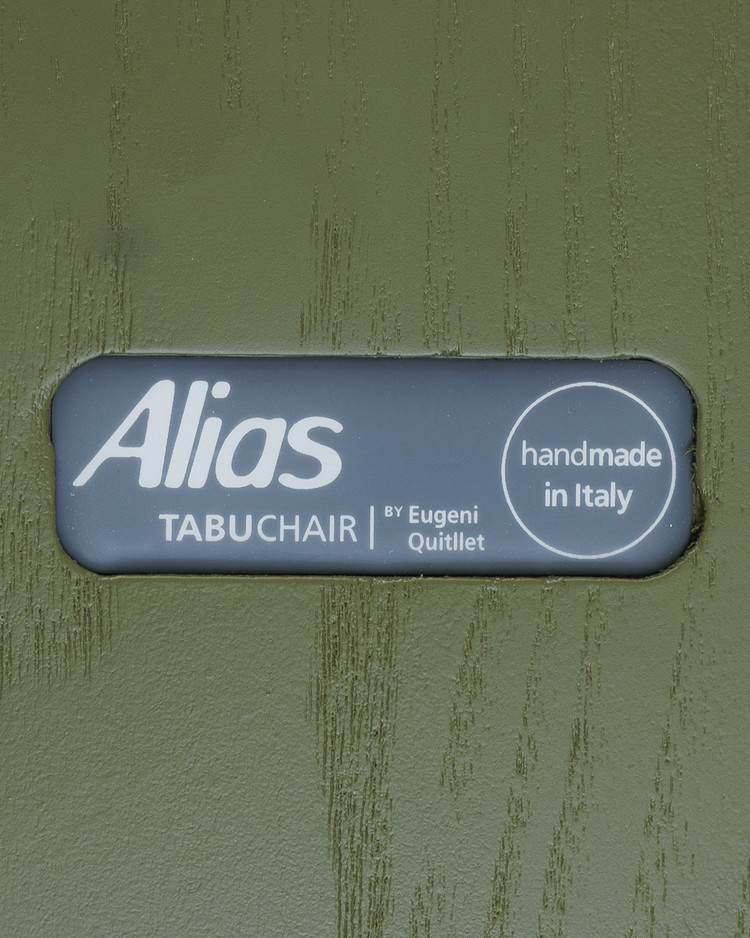 Alias
TABUCHAIR
BY Eugeni
Quitllet
handmade
in Italy